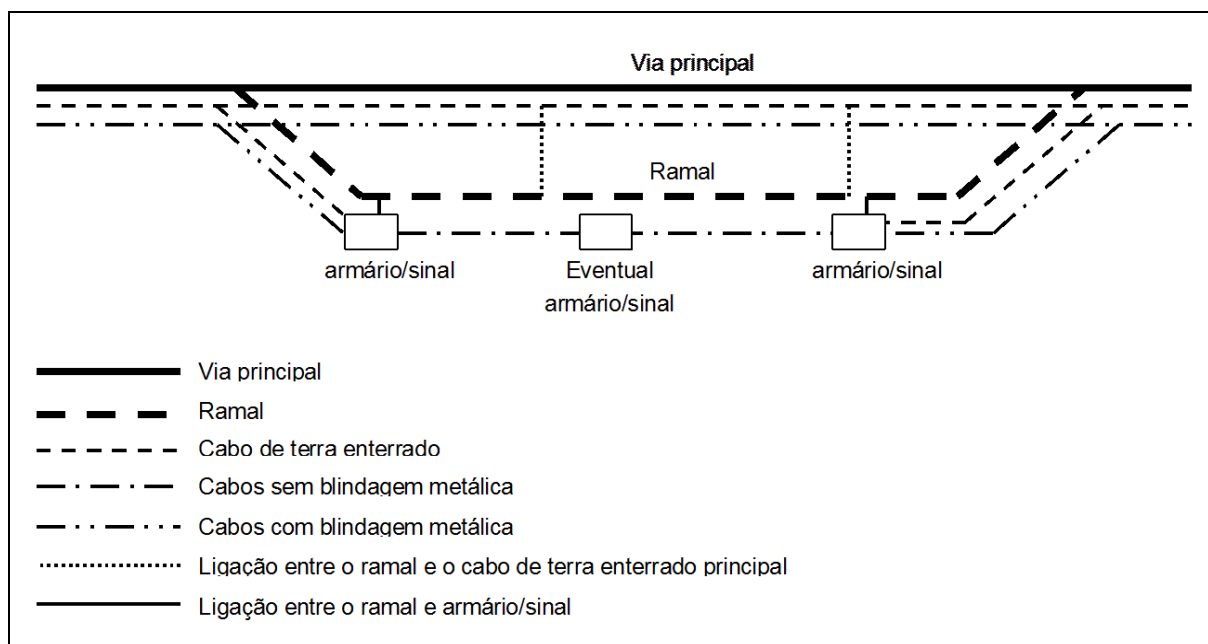 Via principal
Ramal
armário/sinal
Eventual
armário/sinal
armário/sinal
Via principal
Ramal
Cabo de terra enterrado
Cabos sem blindagem metálica
Cabos com blindagem metálica
Ligação entre o ramal e o cabo de terra enterrado principal
Ligação entre o ramal e armário/sinal